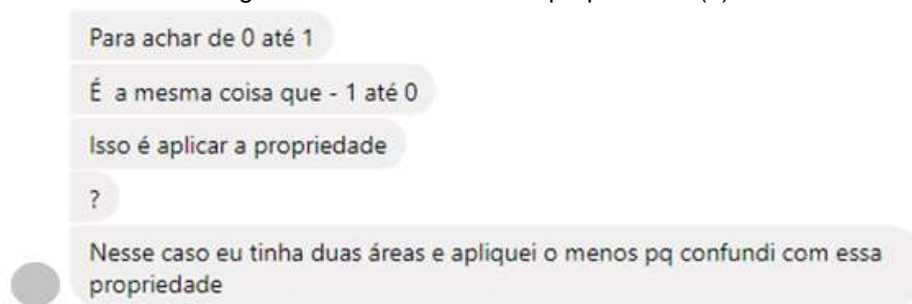 Para achar de 0 até 1
É a mesma coisa que - 1 até 0
Isso é aplicar a propriedade
?
Nesse caso eu tinha duas áreas e apliquei o menos pq confundi com essa
propriedade